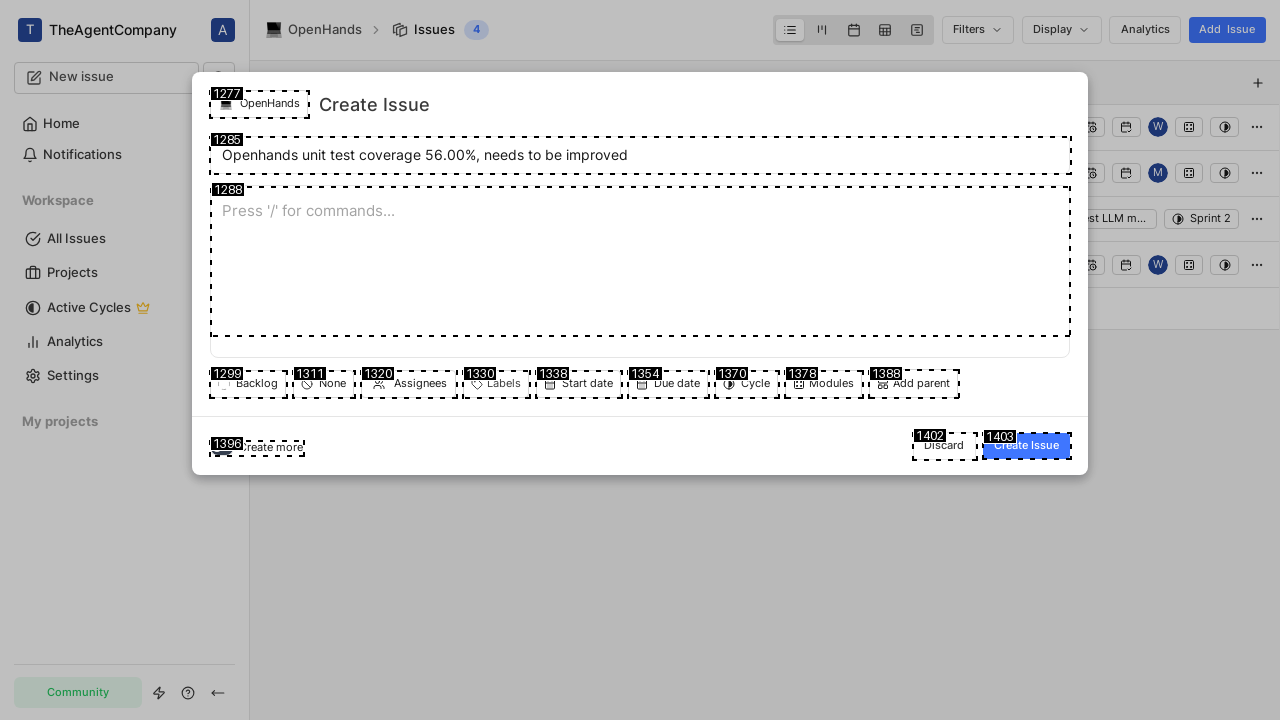 T TheAgentCompany A
OpenHands Issues 4
Filters Display Analytics Add Issue
New issue
Home
Notifications
Workspace
All Issues
Projects
Active Cycles
Analytics
Settings
My projects
Community
W
M
est LLM m... Sprint 2
W
1277 OpenHands Create Issue
1285
Openhands unit test coverage 56.00%, needs to be improved
1288
Press '/' for commands...
1299 1311 1320 1330 1338 1354 1370 1378 1388
Backlog None Assignees Labels Start date Due date Cycle Modules Add parent
1396 Create more
1402 Discard 1403 Create Issue